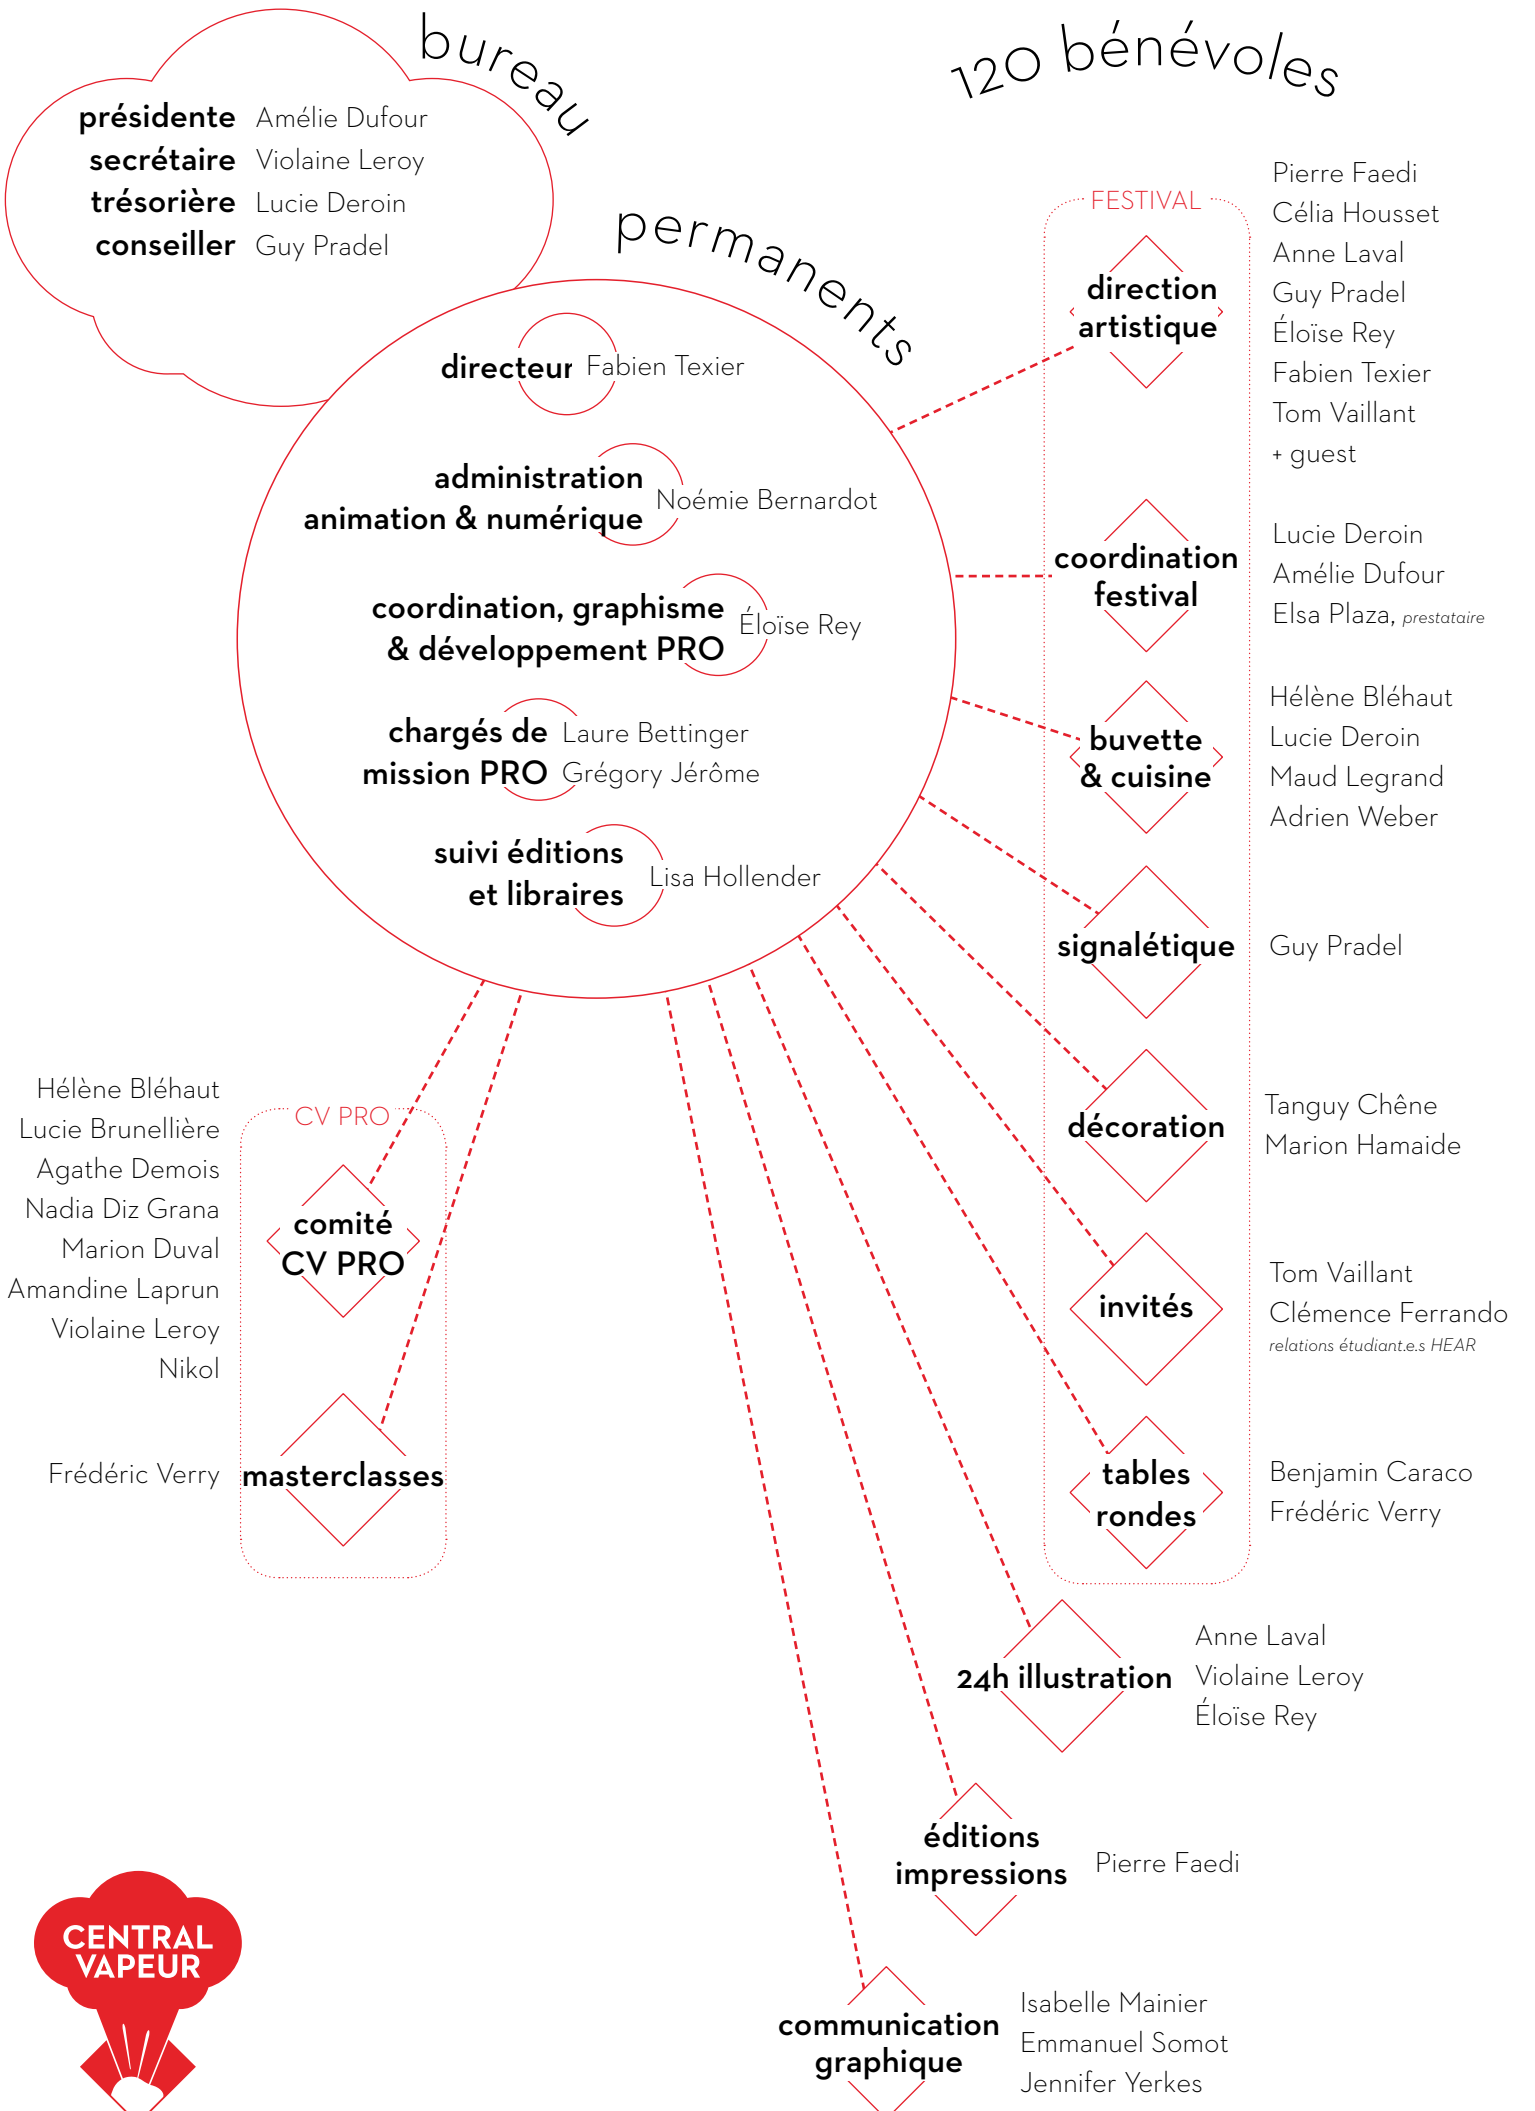 bureau
présidente Amélie Dufour
secrétaire Violaine Leroy
trésorière Lucie Deroin
conseiller Guy Pradel
permanents
directeur Fabien Texier
administration
animation & numérique
Noémie Bernardot
coordination, graphisme
& développement PRO
Éloïse Rey
chargés de
mission PRO
Laure Bettinger
Grégory Jérôme
suivi éditions
et libraires
Lisa Hollender
120 bénévoles
FESTIVAL
direction
artistique
Pierre Faedi
Célia Housset
Anne Laval
Guy Pradel
Éloïse Rey
Fabien Texier
Tom Vaillant
+ guest
coordination
festival
Lucie Deroin
Amélie Dufour
Elsa Plaza, prestataire
buvette
& cuisine
Hélène Bléhaut
Lucie Deroin
Maud Legrand
Adrien Weber
signalétique
Guy Pradel
décoration
Tanguy Chêne
Marion Hamaide
invités
Tom Vaillant
Clémence Ferrando
relations étudiant.e.s HEAR
tables
rondes
Benjamin Caraco
Frédéric Verry
24h illustration
Anne Laval
Violaine Leroy
Éloïse Rey
éditions
impressions
Pierre Faedi
communication
graphique
Isabelle Mainier
Emmanuel Somot
Jennifer Yerkes
CV PRO
comité
CV PRO
Hélène Bléhaut
Lucie Brunellière
Agathe Demois
Nadia Diz Grana
Marion Duval
Amandine Laprun
Violaine Leroy
Nikol
masterclasses
Frédéric Verry
CENTRAL
VAPEUR